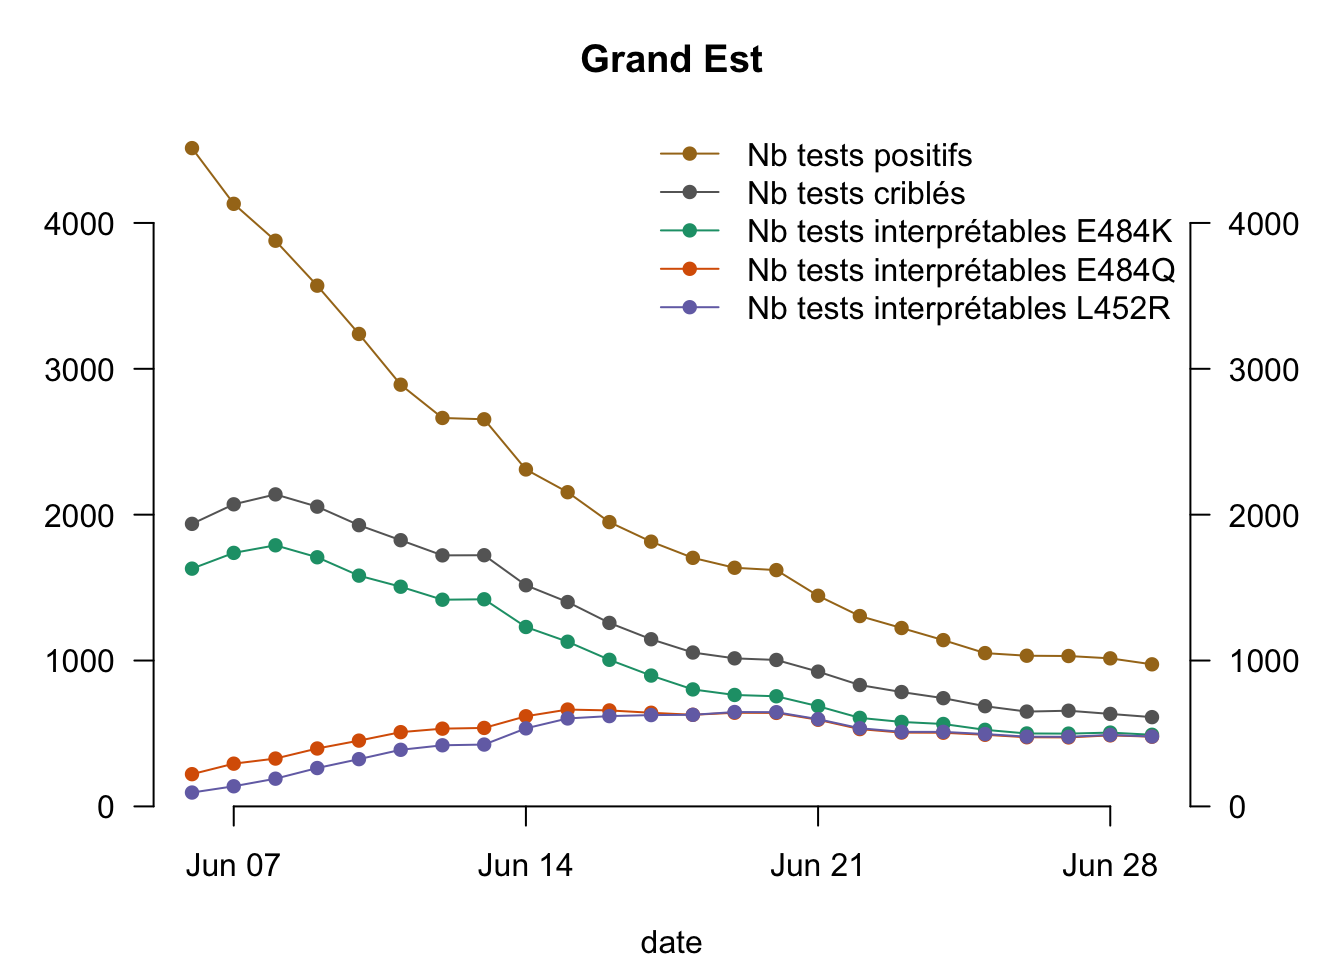 Grand Est
Nb tests positifs
Nb tests criblés
Nb tests interprétables E484K
Nb tests interprétables E484Q
Nb tests interprétables L452R
4000
3000
2000
1000
0
4000
3000
2000
1000
0
Jun 07 Jun 14 Jun 21 Jun 28
date